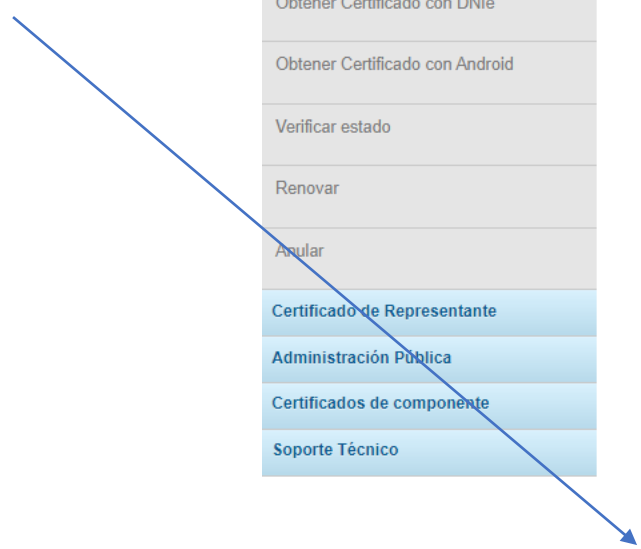 Obtener Certificado con DNIe
Obtener Certificado con Android
Verificar estado
Renovar
Anular
Certificado de Representante
Administración Pública
Certificados de componente
Soporte Técnico